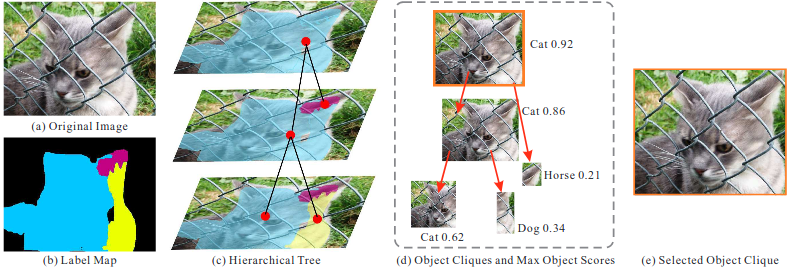 Cat 0.92
Cat 0.86
Horse 0.21
Dog 0.34
Cat 0.62
(a) Original Image
(b) Label Map
(c) Hierarchical Tree
(d) Object Cliques and Max Object Scores
(e) Selected Object Clique